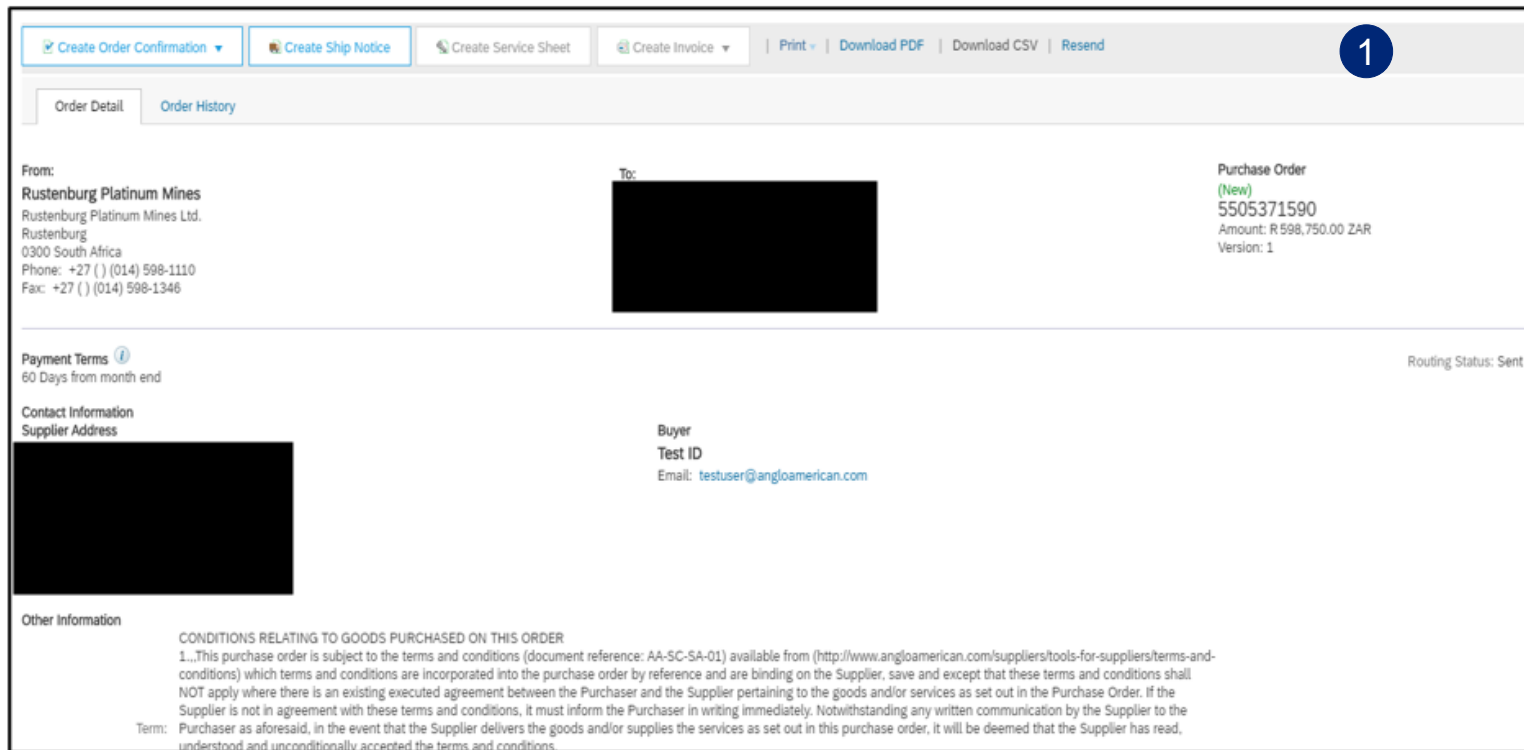 Create Order Confirmation ▼ Create Ship Notice Create Service Sheet Create Invoice ▼ | Print ▼ | Download PDF | Download CSV | Resend
1
Order Detail Order History
From:
Rustenburg Platinum Mines
Rustenburg Platinum Mines Ltd.
Rustenburg
0300 South Africa
Phone: +27 ( ) (014) 598-1110
Fax: +27 ( ) (014) 598-1346
To:
Purchase Order
(New)
5505371590
Amount: R 598,750.00 ZAR
Version: 1
Payment Terms
60 Days from month end
Routing Status: Sent
Contact Information
Supplier Address
Buyer
Test ID
Email: testuser@angloamerican.com
Other Information
CONDITIONS RELATING TO GOODS PURCHASED ON THIS ORDER
1.,,This purchase order is subject to the terms and conditions (document reference: AA-SC-SA-01) available from (http://www.angloamerican.com/suppliers/tools-for-suppliers/terms-and-
conditions) which terms and conditions are incorporated into the purchase order by reference and are binding on the Supplier, save and except that these terms and conditions shall
NOT apply where there is an existing executed agreement between the Purchaser and the Supplier pertaining to the goods and/or services as set out in the Purchase Order. If the
Supplier is not in agreement with these terms and conditions, it must inform the Purchaser in writing immediately. Notwithstanding any written communication by the Supplier to the
Term: Purchaser as aforesaid, in the event that the Supplier delivers the goods and/or supplies the services as set out in this purchase order, it will be deemed that the Supplier has read,
understood and unconditionally accepted the terms and conditions.